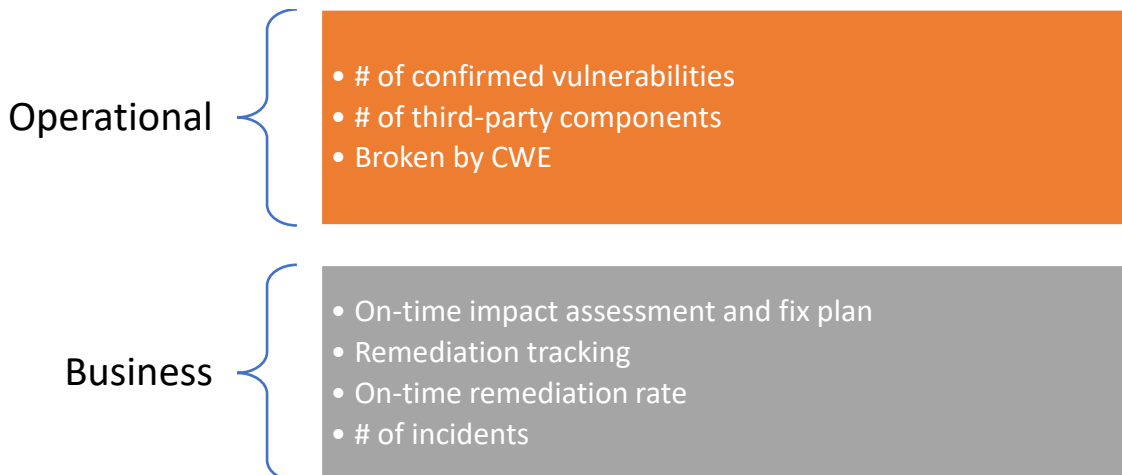 Operational
• # of confirmed vulnerabilities
• # of third-party components
• Broken by CWE
Business
• On-time impact assessment and fix plan
• Remediation tracking
• On-time remediation rate
• # of incidents